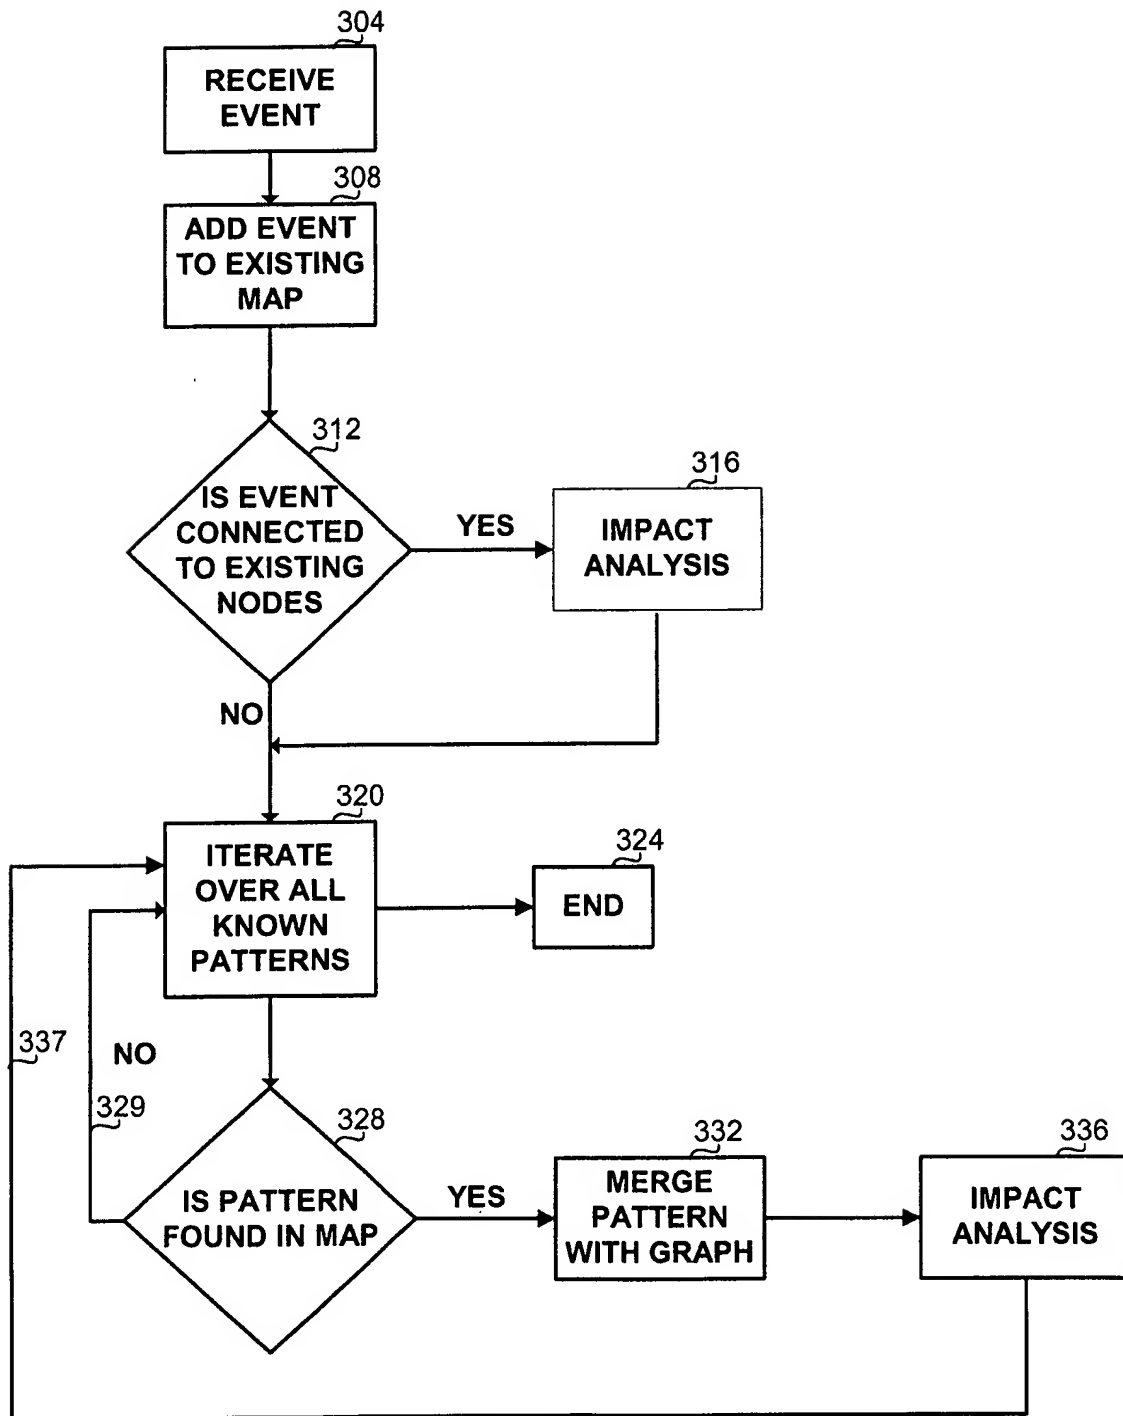 304
RECEIVE
EVENT
308
ADD EVENT
TO EXISTING
MAP
312
IS EVENT
CONNECTED
TO EXISTING
NODES
YES
316
IMPACT
ANALYSIS
NO
320
ITERATE
OVER ALL
KNOWN
PATTERNS
324
END
337
NO
329
328
IS PATTERN
FOUND IN MAP
YES
332
MERGE
PATTERN
WITH GRAPH
336
IMPACT
ANALYSIS